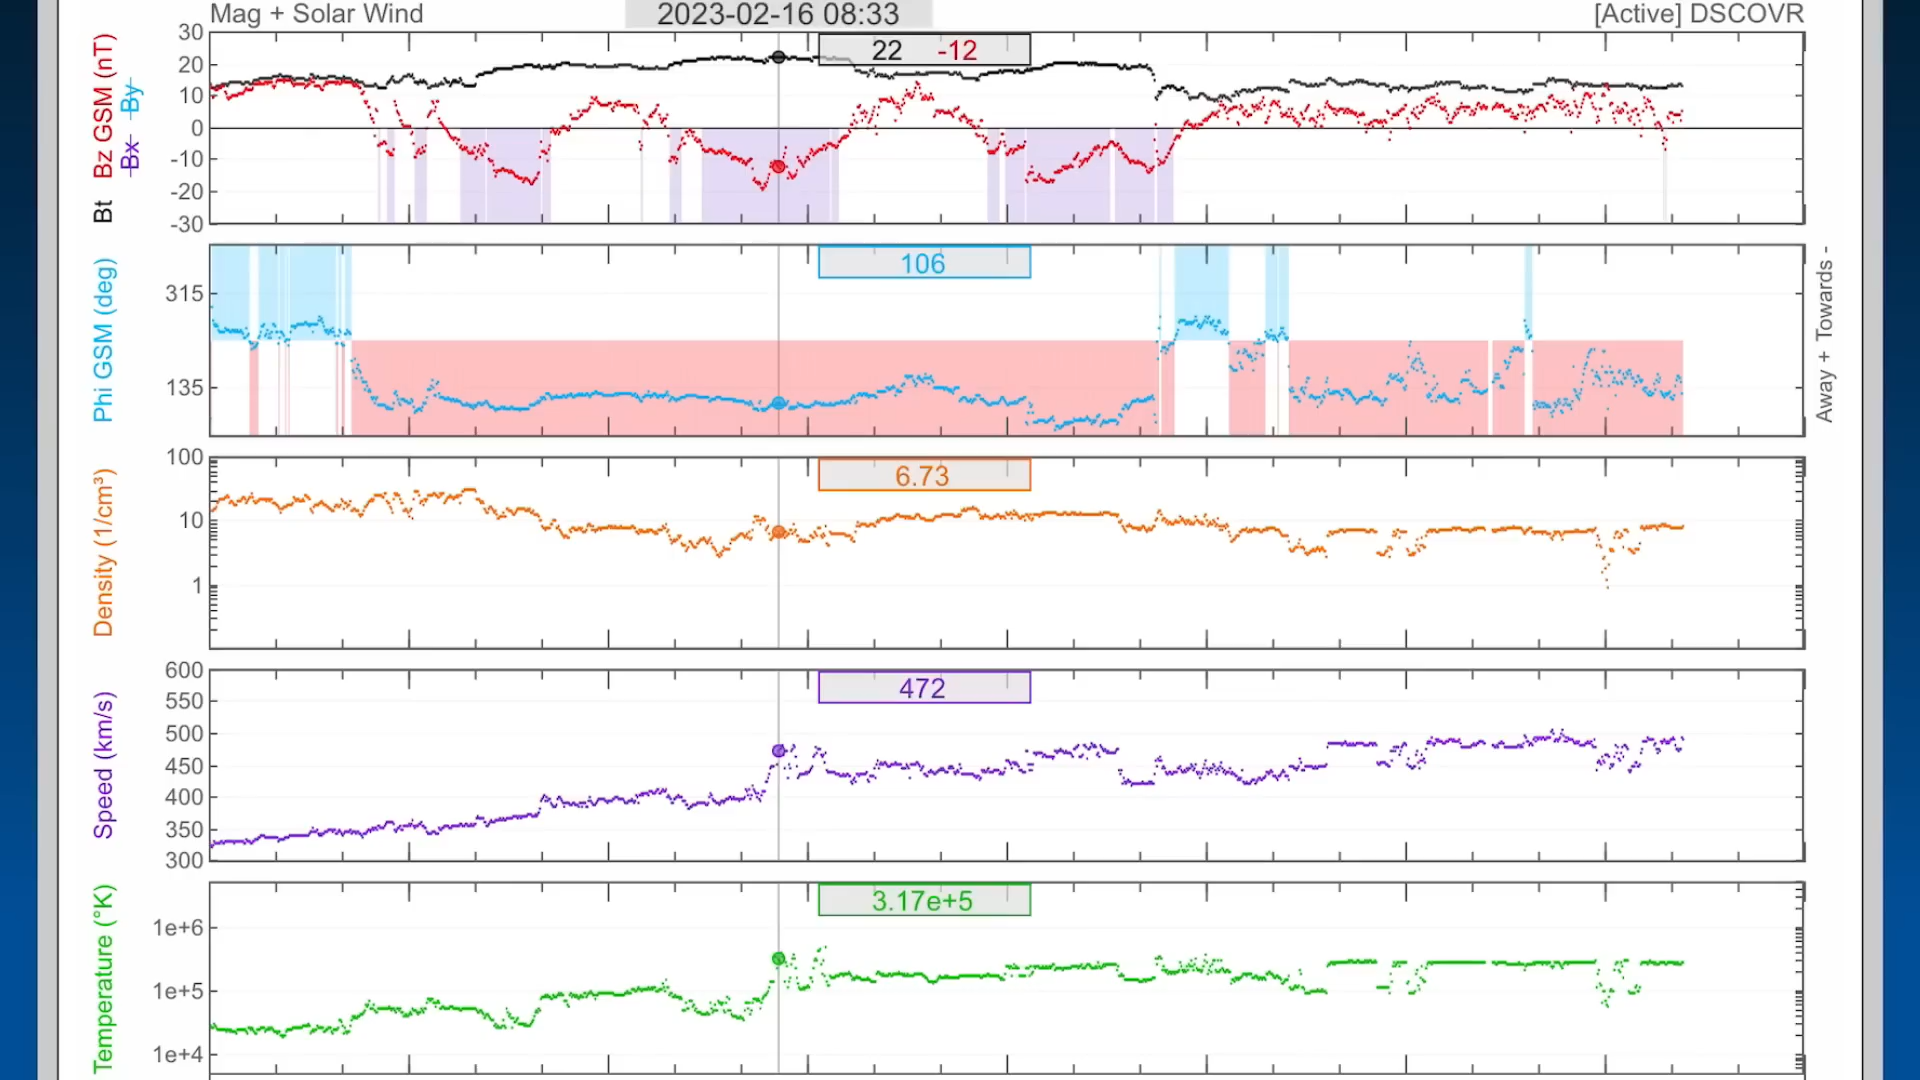 Mag + Solar Wind
2023-02-16 08:33
[Active] DSCOVR
Bt Bz GSM (nT)
Bx By
30
20
10
0
-10
-20
-30
22 -12
Phi GSM (deg)
315
135
106
Away + Towards -
Density (1/cm³)
100
10
1
6.73
Speed (km/s)
600
550
500
450
400
350
300
472
Temperature (°K)
1e+6
1e+5
1e+4
3.17e+5